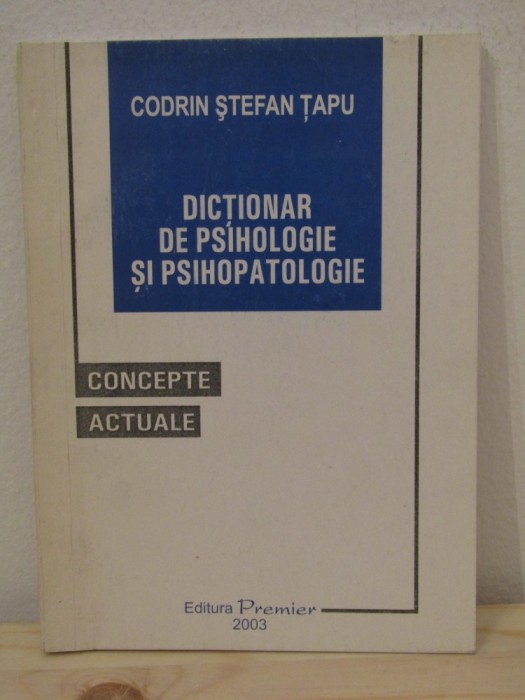 CODRIN ŞTEFAN ŢAPU
DICŢIONAR
DE PSIHOLOGIE
ŞI PSIHOPATOLOGIE
CONCEPTE
ACTUALE
Editura Premier
2003